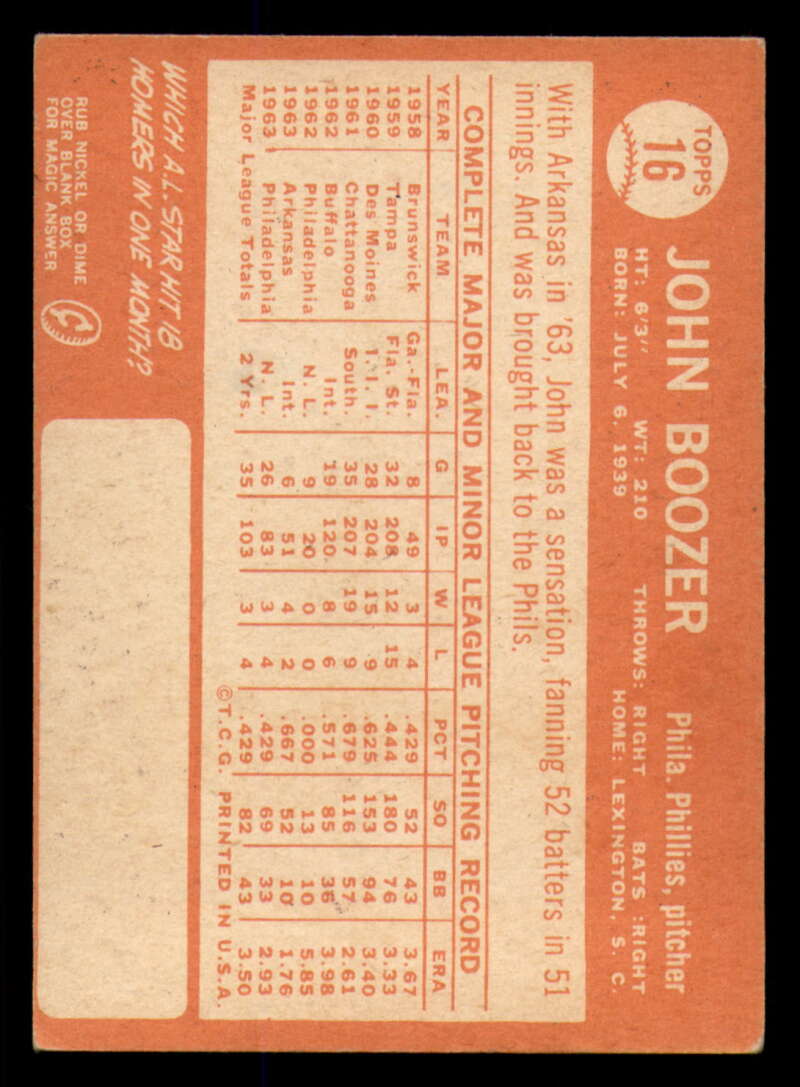 TOPPS
16
JOHN BOOZER
Phila. Phillies, pitcher
HT: 6'3" WT: 210 THROWS: RIGHT BATS :RIGHT
BORN: JULY 6, 1939 HOME: LEXINGTON, S. C.
With Arkansas in '63, John was a sensation, fanning 52 batters in 51
innings. And was brought back to the Phils.
COMPLETE MAJOR AND MINOR LEAGUE PITCHING RECORD
YEAR TEAM LEA. G IP W L PCT SO BB ERA
1958 Brunswick Ga.-Fla. 8 49 3 4 .429 52 43 3.67
1959 Tampa Fla. St. 32 208 12 15 .444 180 76 3.33
1960 Des Moines I. I. I. 28 204 15 9 .625 153 94 3.40
1961 Chattanooga South. 35 207 19 9 .679 116 57 2.61
1962 Buffalo Int. 19 120 8 6 .571 85 36 3.98
1962 Philadelphia N. L. 9 20 0 0 .000 13 10 5.85
1963 Arkansas Int. 6 51 4 2 .667 52 10 1.76
1963 Philadelphia N. L. 26 83 3 4 .429 69 33 2.93
Major League Totals 2 Yrs. 35 103 3 4 .429 82 43 3.50
©T.C.G. PRINTED IN U.S.A.
WHICH A.L. STAR HIT 18
HOMERS IN ONE MONTH?
RUB NICKEL OR DIME
OVER BLANK BOX
FOR MAGIC ANSWER